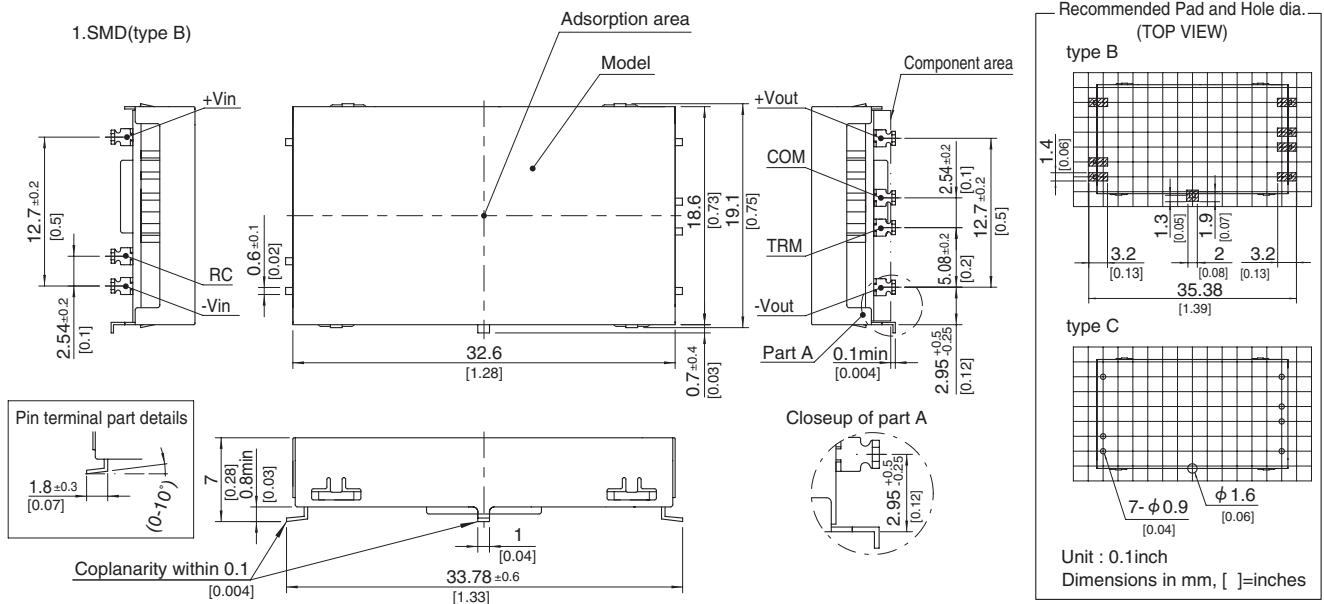 1.SMD(type B)
Adsorption area
Model
+Vin
12.7±0.2
[0.5]
RC
-Vin
2.54±0.2
[0.1]
0.6±0.1
[0.02]
32.6
[1.28]
18.6
[0.73]
19.1
[0.75]
0.7±0.4
[0.03]
Component area
+Vout
COM
TRM
-Vout
2.54±0.2
[0.1]
12.7±0.2
[0.5]
5.08±0.2
[0.2]
Part A
0.1min
[0.004]
2.95 +0.5 -0.25
[0.12]
Pin terminal part details
1.8±0.3
[0.07]
(0-10°)
7
[0.28]
0.8min
[0.03]
1
[0.04]
Coplanarity within 0.1
[0.004]
33.78±0.6
[1.33]
Closeup of part A
2.95 +0.5 -0.25
[0.12]
Recommended Pad and Hole dia.
(TOP VIEW)
type B
1.4
[0.06]
1.3
[0.05]
1.9
[0.07]
3.2
[0.13]
2
[0.08]
3.2
[0.13]
35.38
[1.39]
type C
7-φ0.9
[0.04]
φ1.6
[0.06]
Unit : 0.1inch
Dimensions in mm, [ ]=inches